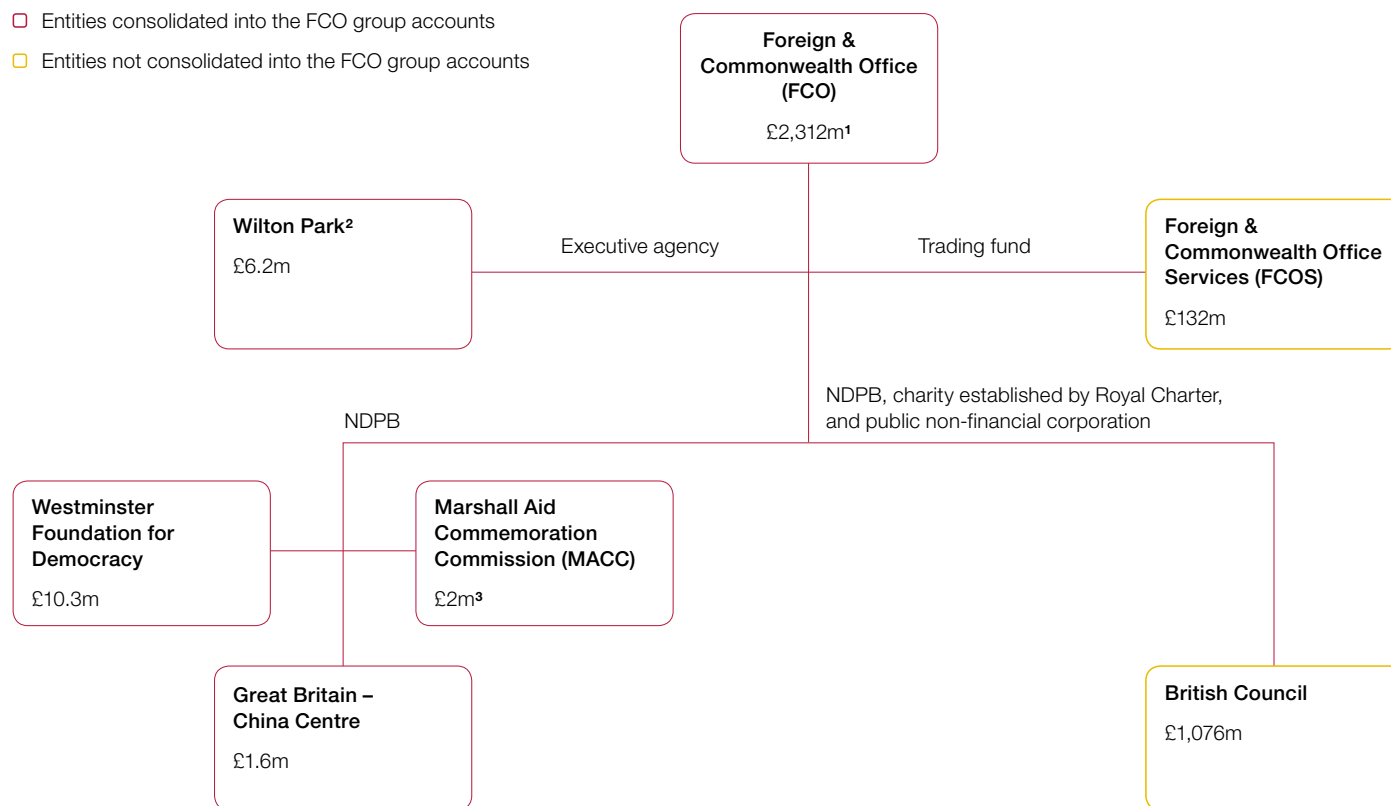 Entities consolidated into the FCO group accounts
Entities not consolidated into the FCO group accounts
Foreign &
Commonwealth Office
(FCO)
£2,312m¹
Wilton Park²
£6.2m
Executive agency
Trading fund
Foreign &
Commonwealth Office
Services (FCOS)
£132m
NDPB
NDPB, charity established by Royal Charter,
and public non-financial corporation
Westminster
Foundation for
Democracy
£10.3m
Marshall Aid
Commemoration
Commission (MACC)
£2m³
Great Britain –
China Centre
£1.6m
British Council
£1,076m